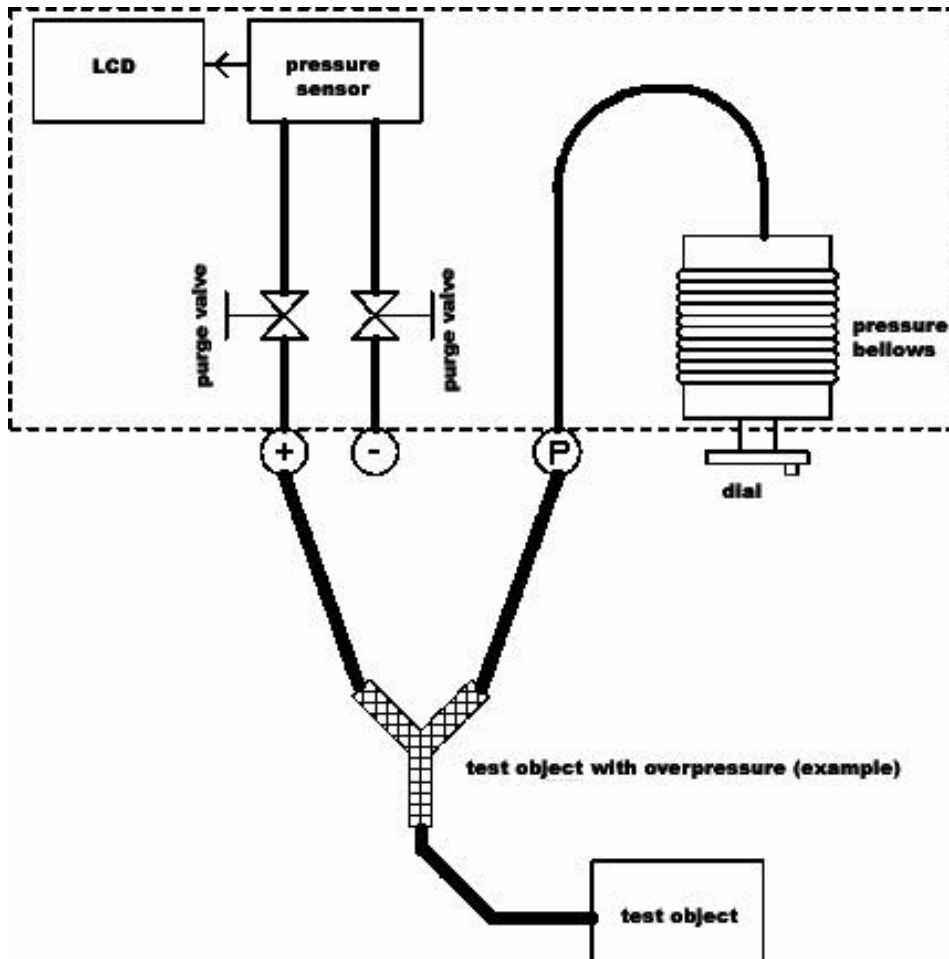 LCD
pressure
sensor
purge valve
purge valve
pressure
bellows
+
-
P
dial
test object with overpressure (example)
test object